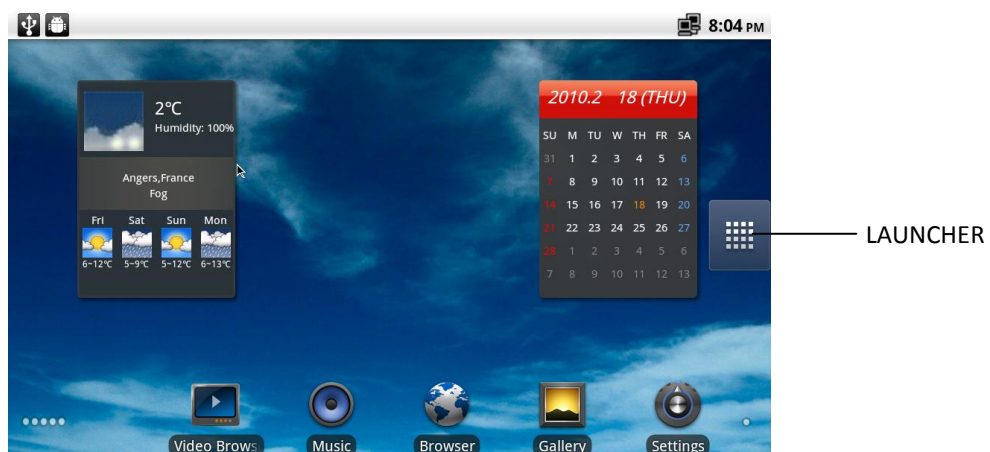 8:04 PM
2°C
Humidity: 100%
Angers,France
Fog
Fri Sat Sun Mon
6~12℃ 5~9℃ 5~12℃ 6~13℃
2010.2 18 (THU)
SU M TU W TH FR SA
31 1 2 3 4 5 6
7 8 9 10 11 12 13
14 15 16 17 18 19 20
21 22 23 24 25 26 27
28 1 2 3 4 5 6
7 8 9 10 11 12 13
LAUNCHER
Video Brows
Music
Browser
Gallery
Settings